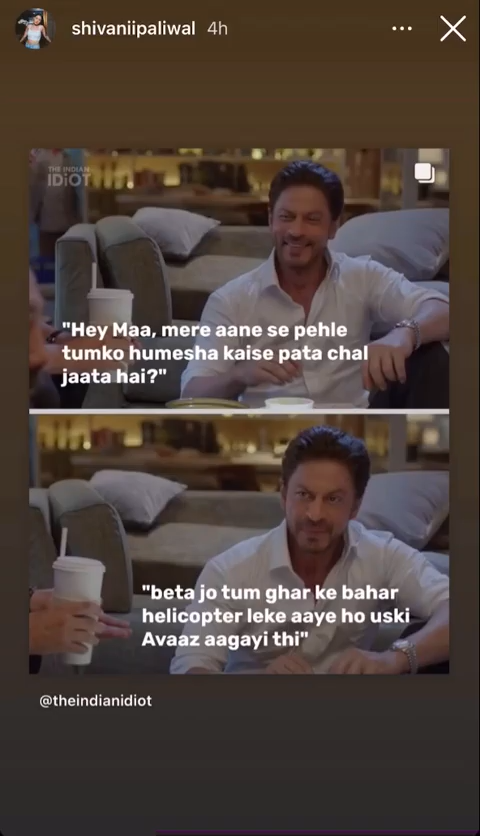 shivaniipaliwal 4h
THE INDIAN
IDIOT
"Hey Maa, mere aane se pehle
tumko humesha kaise pata chal
jaata hai?"
"beta jo tum ghar ke bahar
helicopter leke aaye ho uski
Avaaz aagayi thi"
@theindianidiot